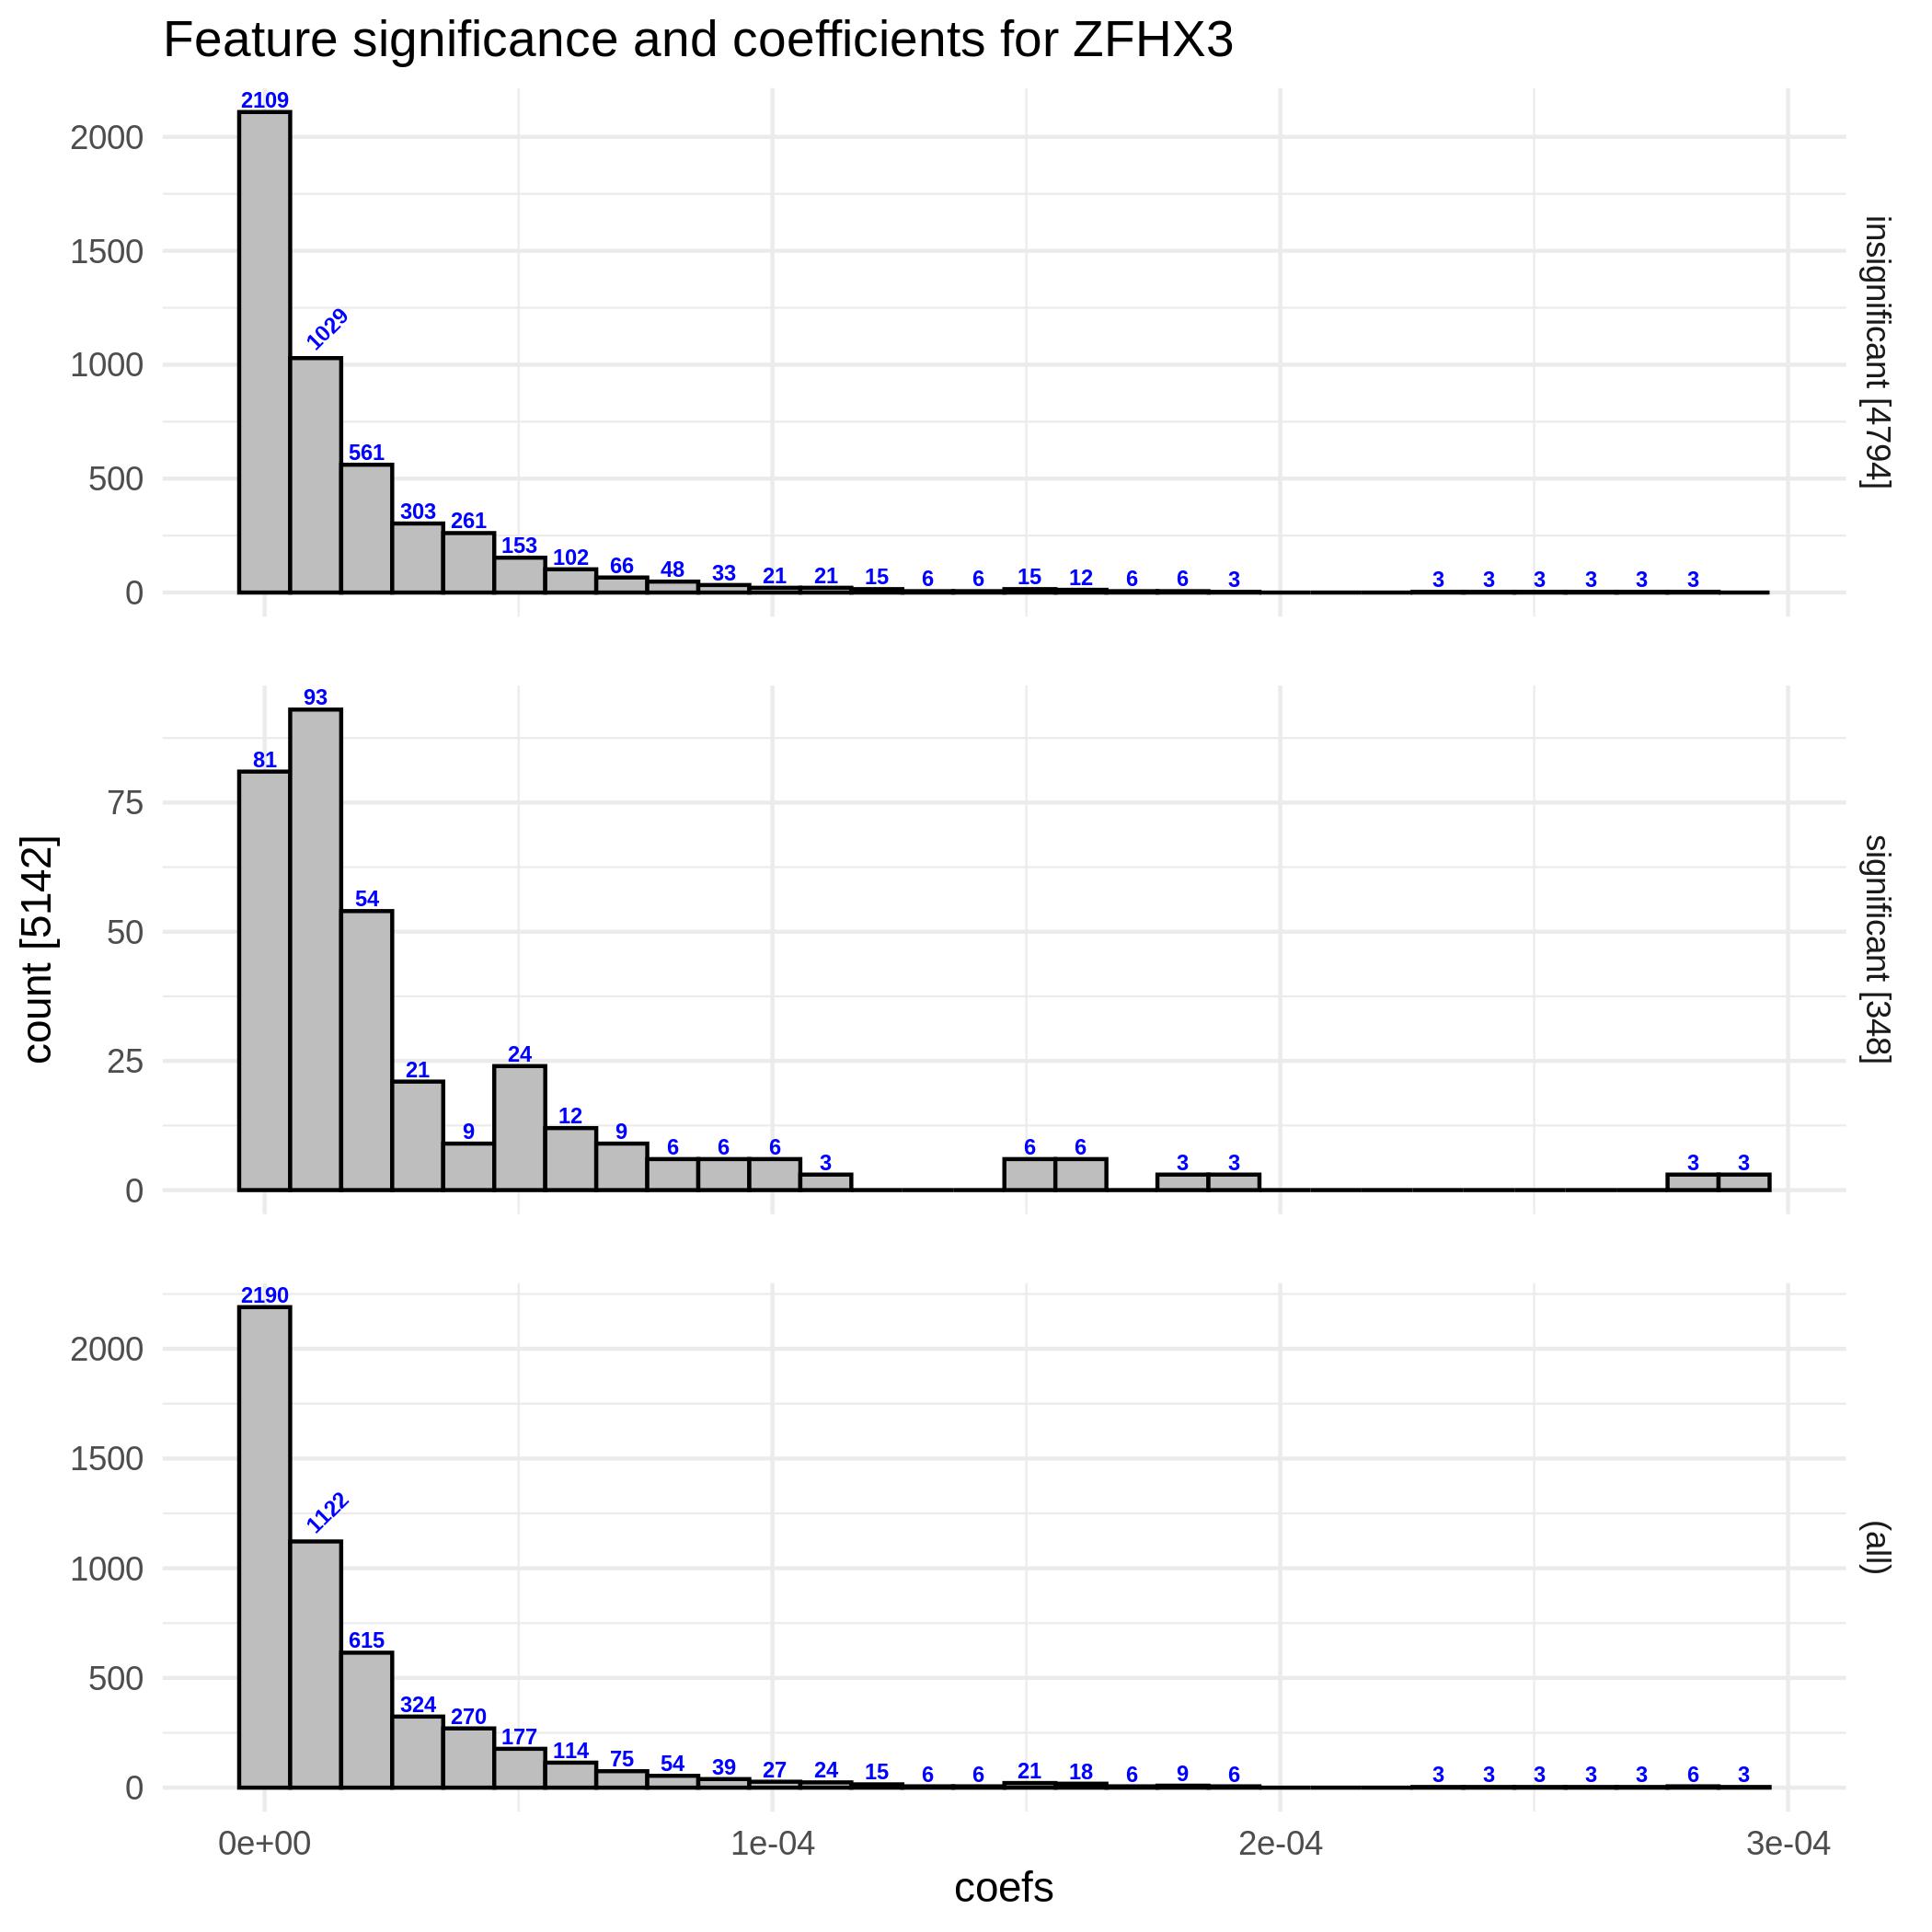 Feature significance and coefficients for ZFHX3
2109
2000
1500
1029
1000
561
500
303 261 153 102 66 48 33 21 21 15 6 6 15 12 6 6 3 3 3 3 3 3 3
0
insignificant [4794]
93
81
75
54
50
25
21 9 24 12 9 6 6 6 3 6 6 3 3 3 3
0
significant [348]
count [5142]
2190
2000
1500
1122
1000
615
500
324 270 177 114 75 54 39 27 24 15 6 6 21 18 6 9 6 3 3 3 3 3 6 3
0
(all)
0e+00 1e-04 2e-04 3e-04
coefs